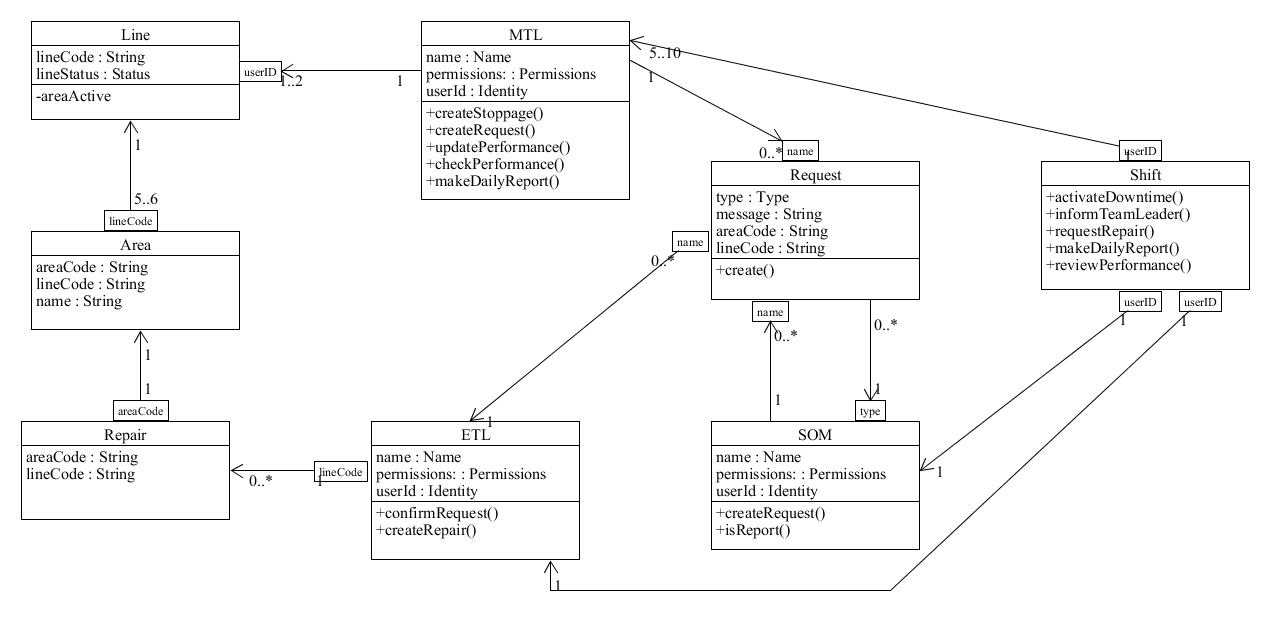 Line
lineCode : String
lineStatus : Status
-areaActive
userID
1..2
1
MTL
name : Name
permissions: : Permissions
userId : Identity
+createStoppage()
+createRequest()
+updatePerformance()
+checkPerformance()
+makeDailyReport()
5..10
1
0..*
name
Request
type : Type
message : String
areaCode : String
lineCode : String
+create()
userID
1
Shift
+activateDowntime()
+informTeamLeader()
+requestRepair()
+makeDailyReport()
+reviewPerformance()
userID
userID
1
1
1
5..6
lineCode
Area
areaCode : String
lineCode : String
name : String
name
0..*
name
0..*
0..*
1
1
1
areaCode
1
1
type
Repair
areaCode : String
lineCode : String
0..*
lineCode
1
1
ETL
name : Name
permissions: : Permissions
userId : Identity
+confirmRequest()
+createRepair()
SOM
name : Name
permissions: : Permissions
userId : Identity
+createRequest()
+isReport()
1
1